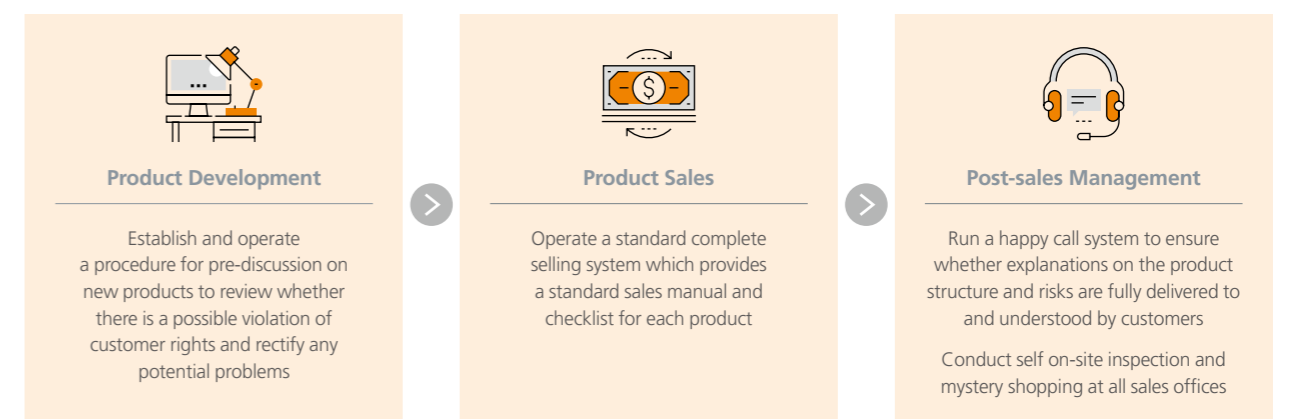 Product Development
Establish and operate
a procedure for pre-discussion on
new products to review whether
there is a possible violation of
customer rights and rectify any
potential problems
$
Product Sales
Operate a standard complete
selling system which provides
a standard sales manual and
checklist for each product
Post-sales Management
Run a happy call system to ensure
whether explanations on the product
structure and risks are fully delivered to
and understood by customers
Conduct self on-site inspection and
mystery shopping at all sales offices